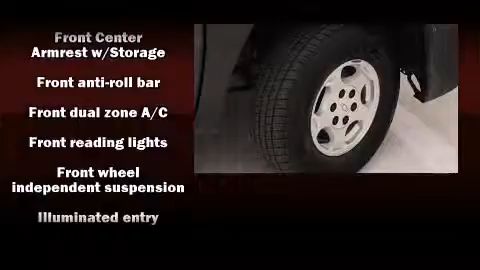 Front Center
Armrest w/Storage
Front anti-roll bar
Front dual zone A/C
Front reading lights
Front wheel
independent suspension
Illuminated entry